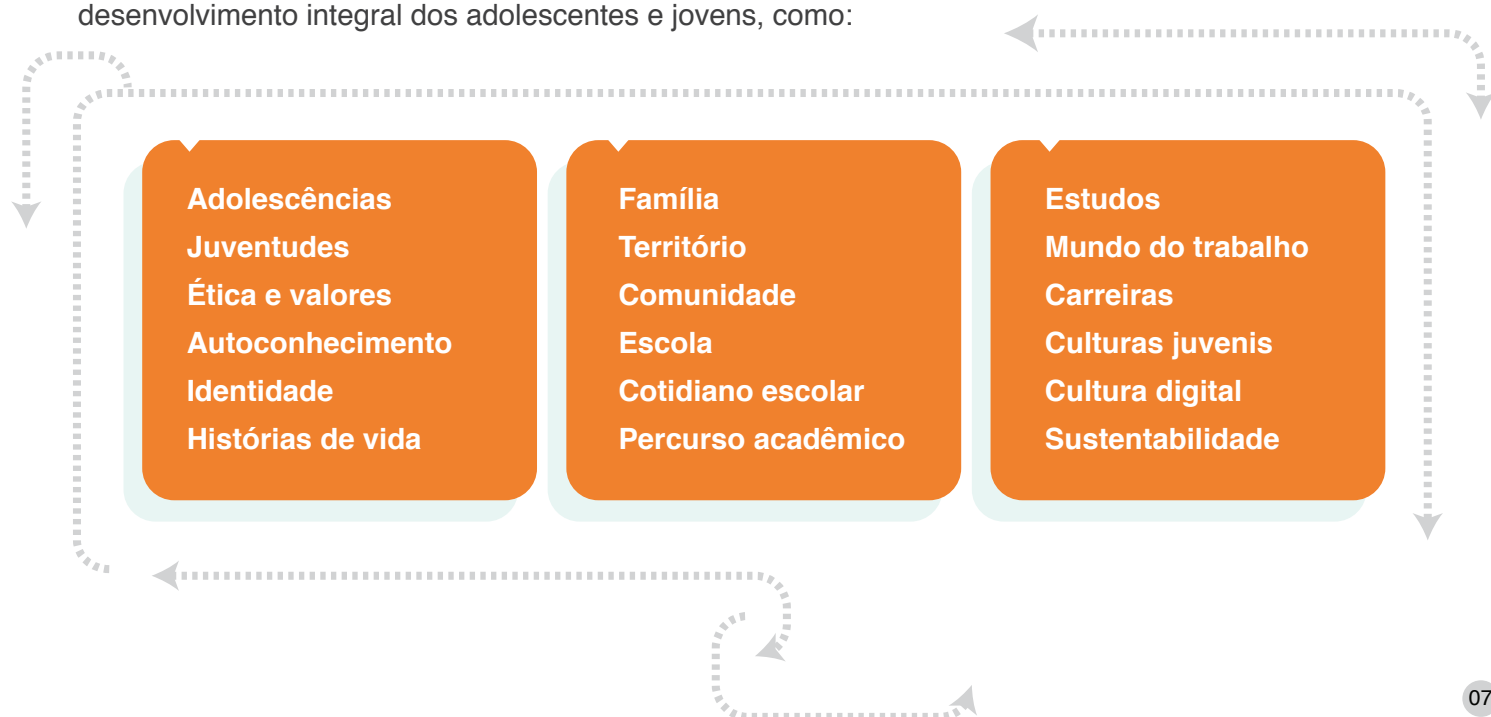 desenvolvimento integral dos adolescentes e jovens, como:
Adolescências
Juventudes
Ética e valores
Autoconhecimento
Identidade
Histórias de vida
Família
Território
Comunidade
Escola
Cotidiano escolar
Percurso acadêmico
Estudos
Mundo do trabalho
Carreiras
Culturas juvenis
Cultura digital
Sustentabilidade
07